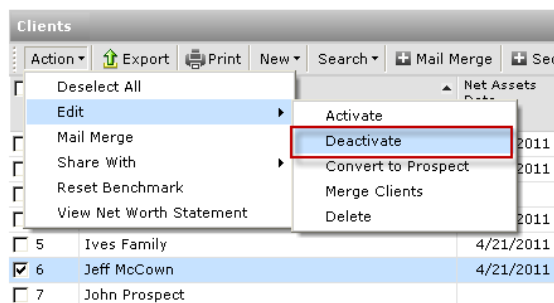 Clients
Action Export Print New Search Mail Merge Sec
Deselect All
Net Assets
Edit
Activate
Mail Merge
Deactivate
2011
Share With
Convert to Prospect
2011
Reset Benchmark
Merge Clients
View Net Worth Statement
Delete
2011
5 Ives Family 4/21/2011
6 Jeff McCown 4/21/2011
7 John Prospect